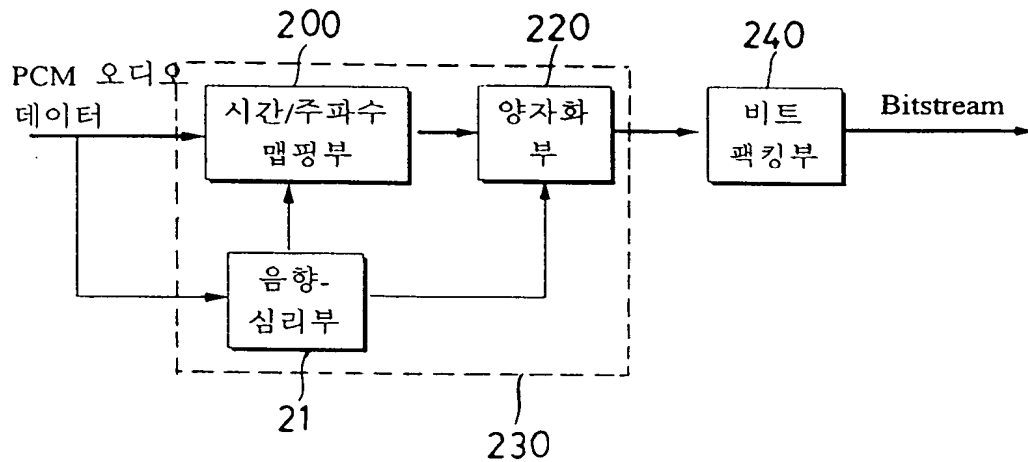 200
220
240
PCM 오디오
데이터
시간/주파수
맵핑부
양자화
부
비트
팩킹부
Bitstream
음향-
심리부
21
230